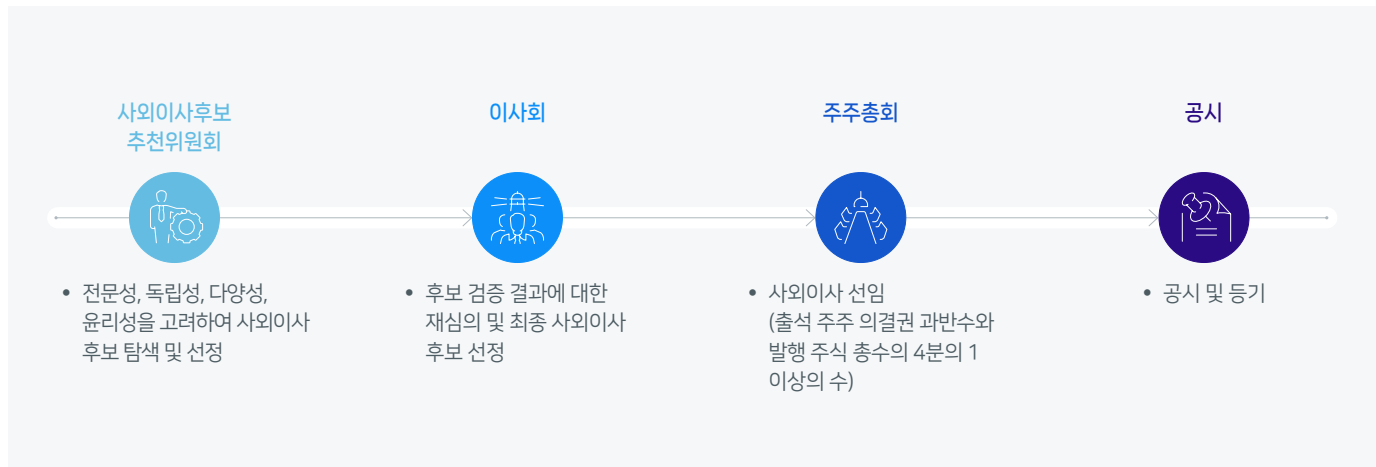 사외이사후보
추천위원회
이사회
주주총회
공시
• 전문성, 독립성, 다양성,
윤리성을 고려하여 사외이사
후보 탐색 및 선정
• 후보 검증 결과에 대한
재심의 및 최종 사외이사
후보 선정
• 사외이사 선임
(출석 주주 의결권 과반수와
발행 주식 총수의 4분의 1
이상의 수)
• 공시 및 등기